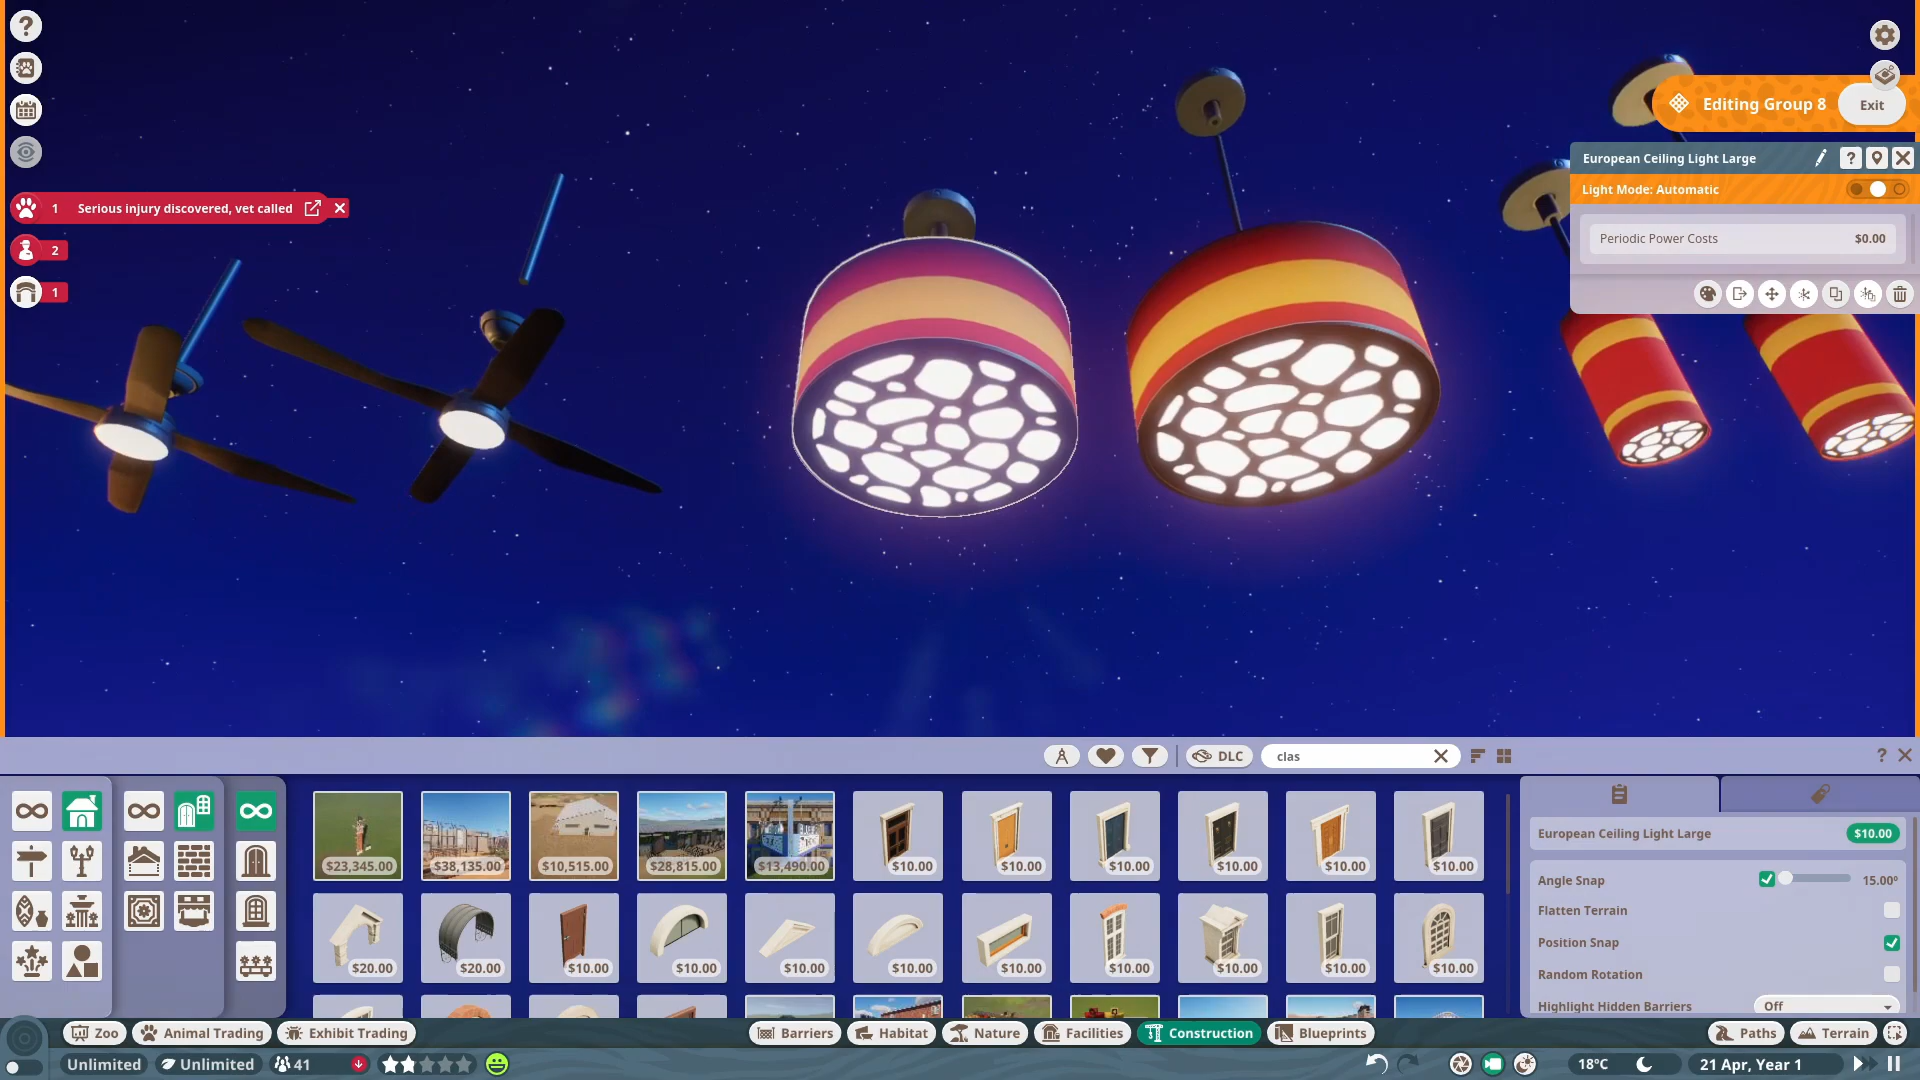 ?
Editing Group 8
Exit
European Ceiling Light Large
?
Light Mode: Automatic
Periodic Power Costs
$0.00
1
Serious injury discovered, vet called
2
1
DLC
clas
?
$23,345.00
$38,135.00
$10,515.00
$28,815.00
$13,490.00
$10.00
$10.00
$10.00
$10.00
$10.00
$10.00
$20.00
$20.00
$10.00
$10.00
$10.00
$10.00
$10.00
$10.00
$10.00
$10.00
$10.00
European Ceiling Light Large
$10.00
Angle Snap
15.00°
Flatten Terrain
Position Snap
Random Rotation
Highlight Hidden Barriers
Off
Zoo
Animal Trading
Exhibit Trading
Barriers
Habitat
Nature
Facilities
Construction
Blueprints
Paths
Terrain
Unlimited
Unlimited
41
18°C
21 Apr, Year 1